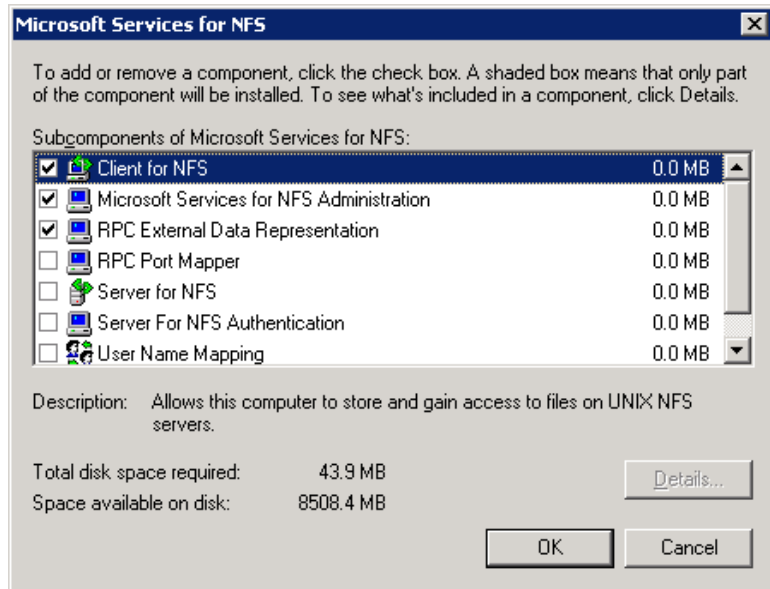 Microsoft Services for NFS
To add or remove a component, click the check box. A shaded box means that only part
of the component will be installed. To see what's included in a component, click Details.
Subcomponents of Microsoft Services for NFS:
Client for NFS 0.0 MB
Microsoft Services for NFS Administration 0.0 MB
RPC External Data Representation 0.0 MB
RPC Port Mapper 0.0 MB
Server for NFS 0.0 MB
Server For NFS Authentication 0.0 MB
User Name Mapping 0.0 MB
Description: Allows this computer to store and gain access to files on UNIX NFS
servers.
Total disk space required: 43.9 MB
Space available on disk: 8508.4 MB
Details...
OK Cancel